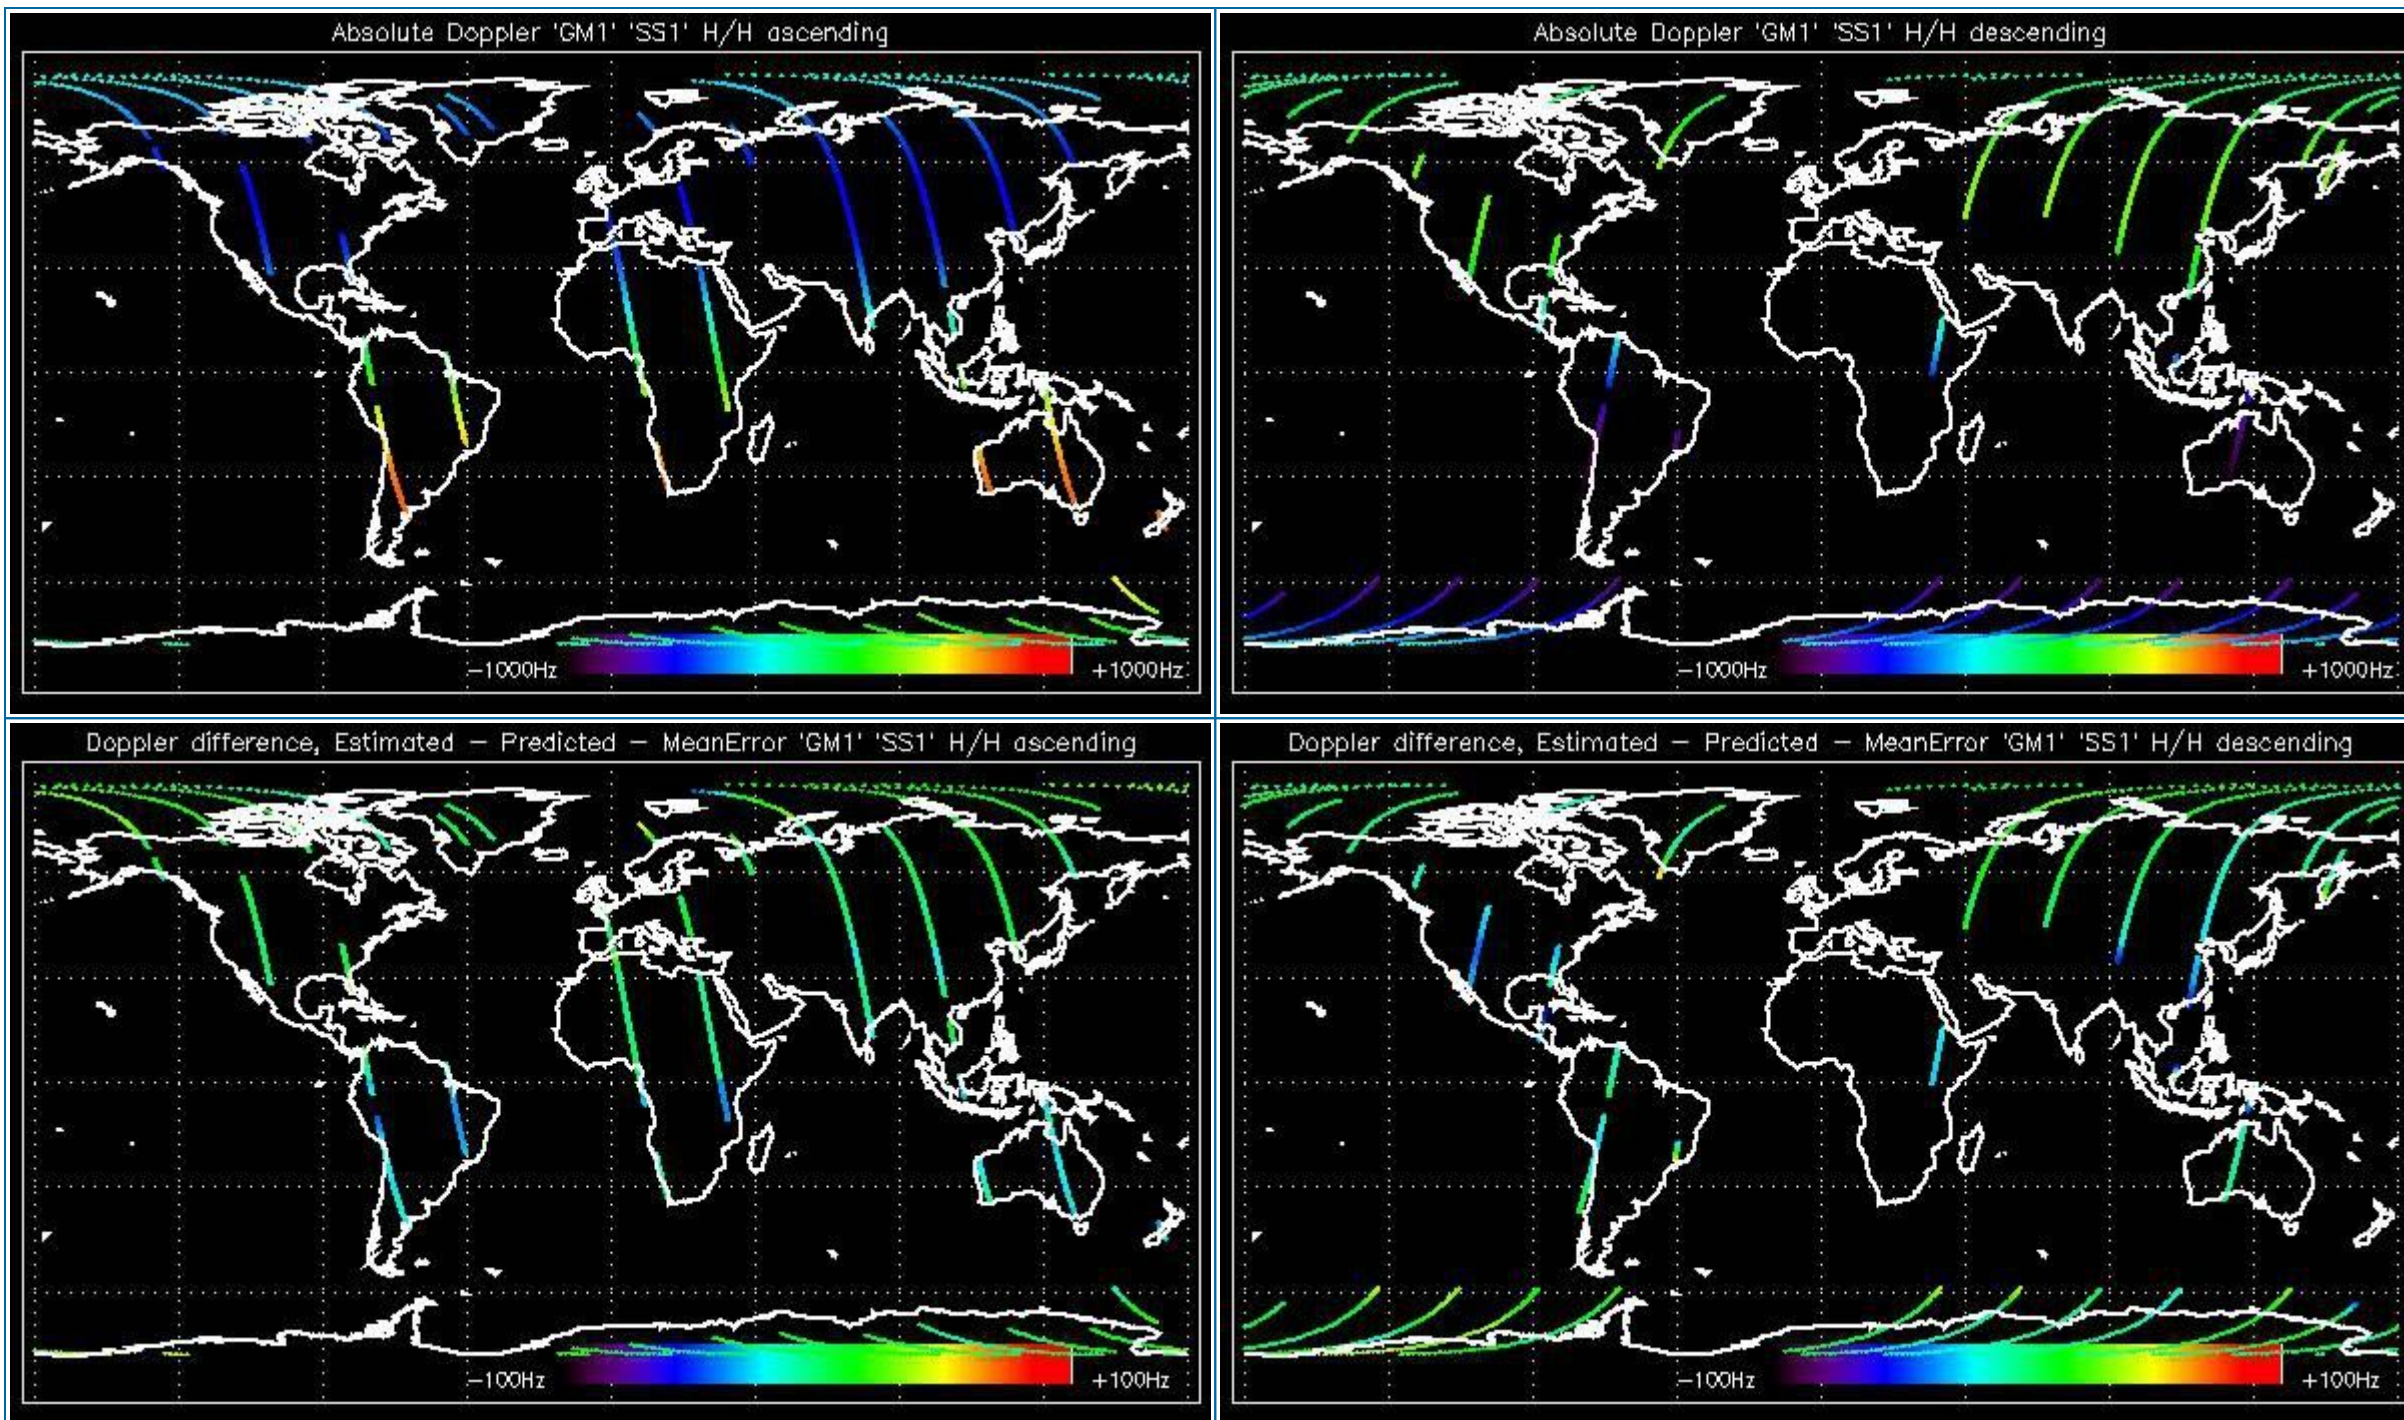 Absolute Doppler 'GM1' 'SS1' H/H ascending
-1000Hz
+1000Hz
Absolute Doppler 'GM1' 'SS1' H/H descending
-1000Hz
+1000Hz
Doppler difference, Estimated - Predicted - MeanError 'GM1' 'SS1' H/H ascending
-100Hz
+100Hz
Doppler difference, Estimated - Predicted - MeanError 'GM1' 'SS1' H/H descending
-100Hz
+100Hz